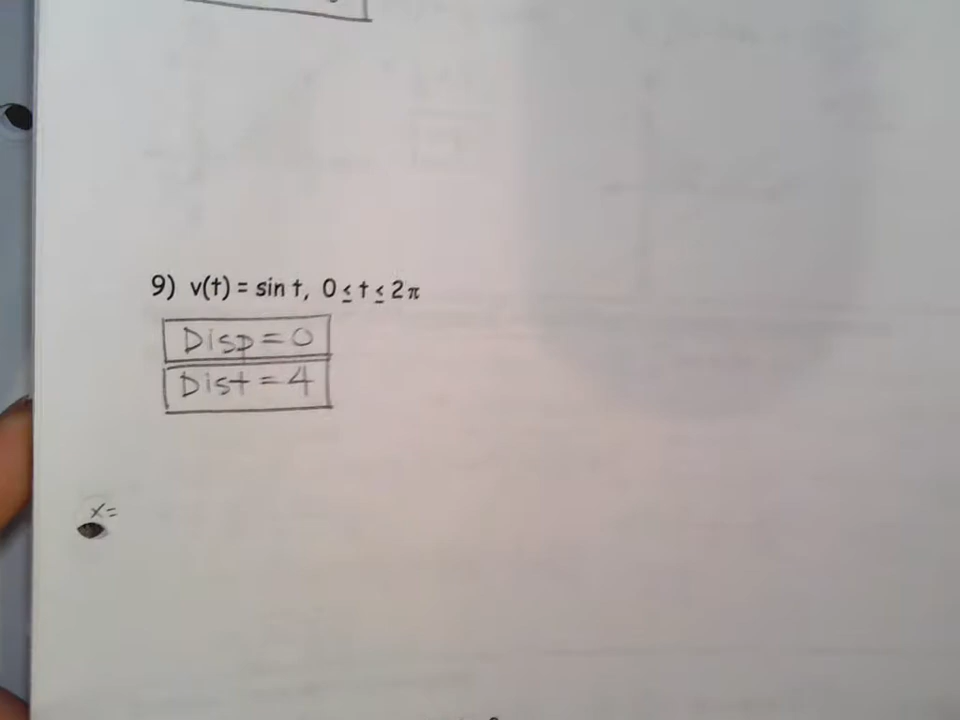 9) v(t) = sin t, 0 ≤ t ≤ 2π
Disp = 0
Dist = 4
x=